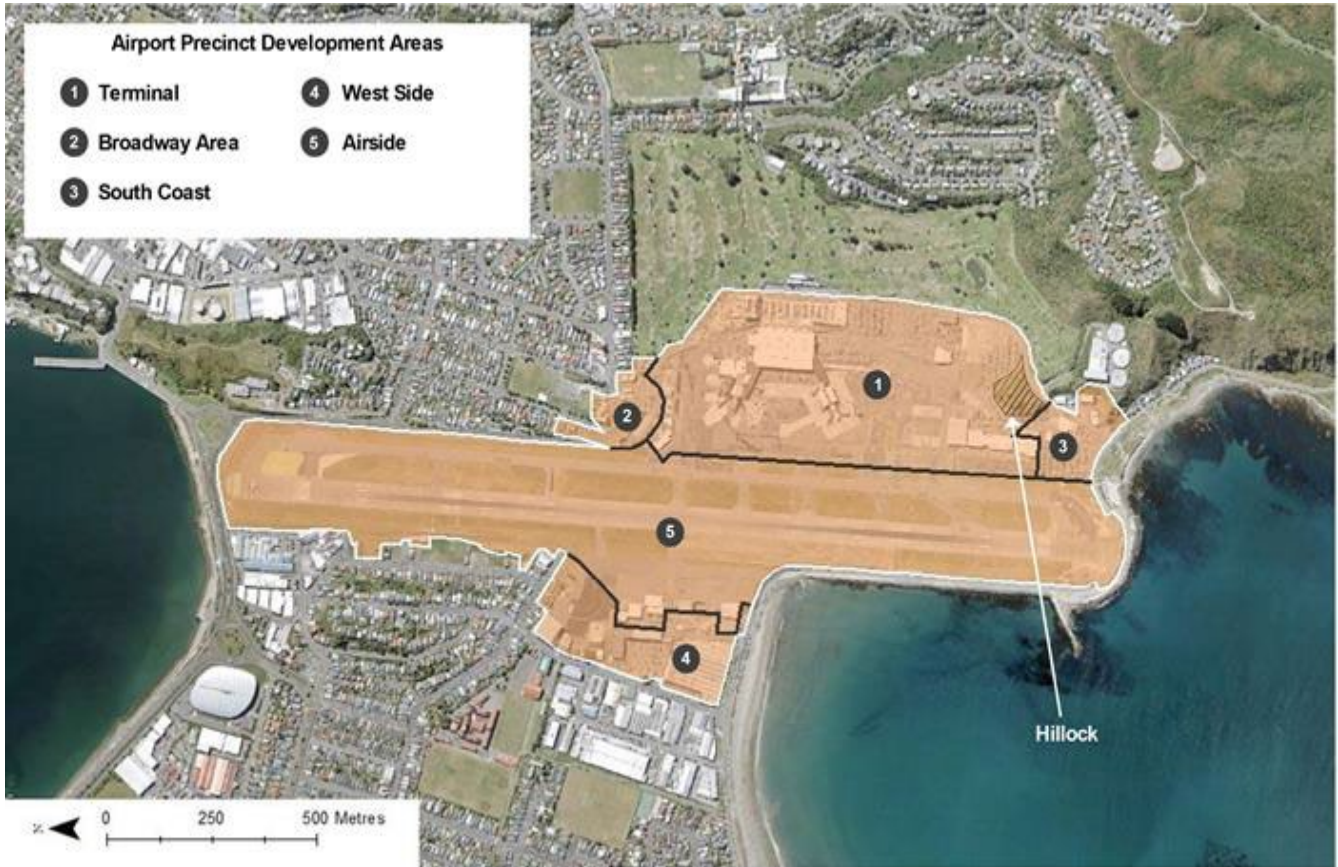 Airport Precinct Development Areas
1 Terminal
4 West Side
2 Broadway Area
5 Airside
3 South Coast
1
2
3
5
4
Hillock
N
0 250 500 Metres